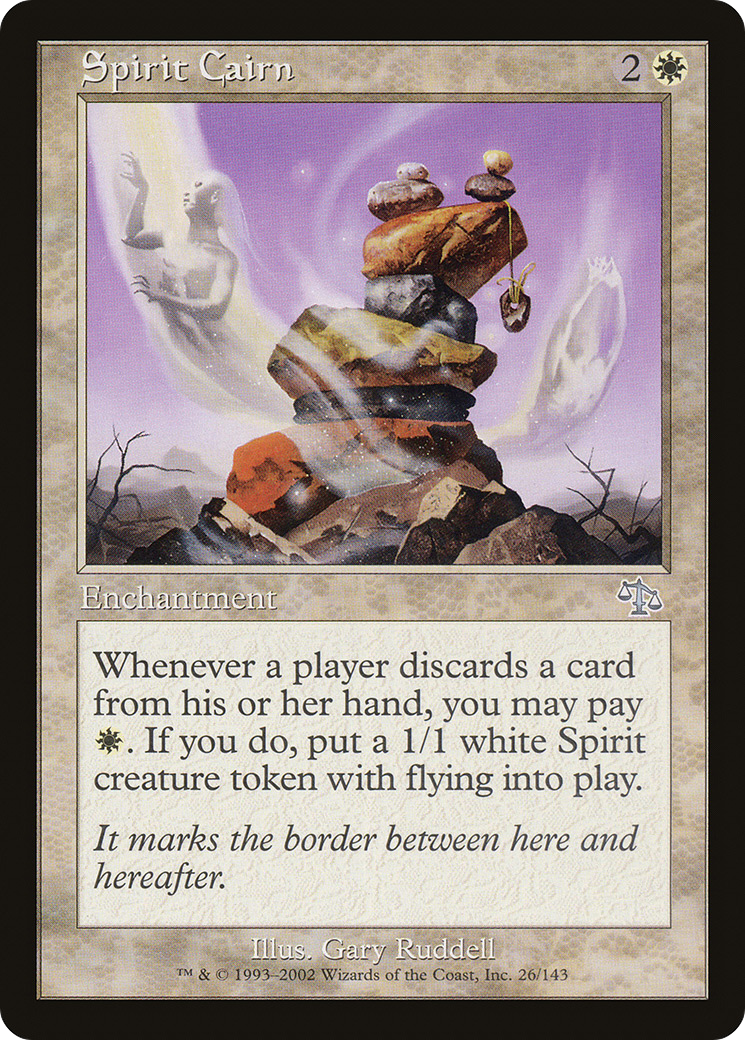 Spirit Cairn 2
Enchantment
Whenever a player discards a card
from his or her hand, you may pay
. If you do, put a 1/1 white Spirit
creature token with flying into play.
It marks the border between here and
hereafter.
Illus. Gary Ruddell
™ & © 1993–2002 Wizards of the Coast, Inc. 26/143